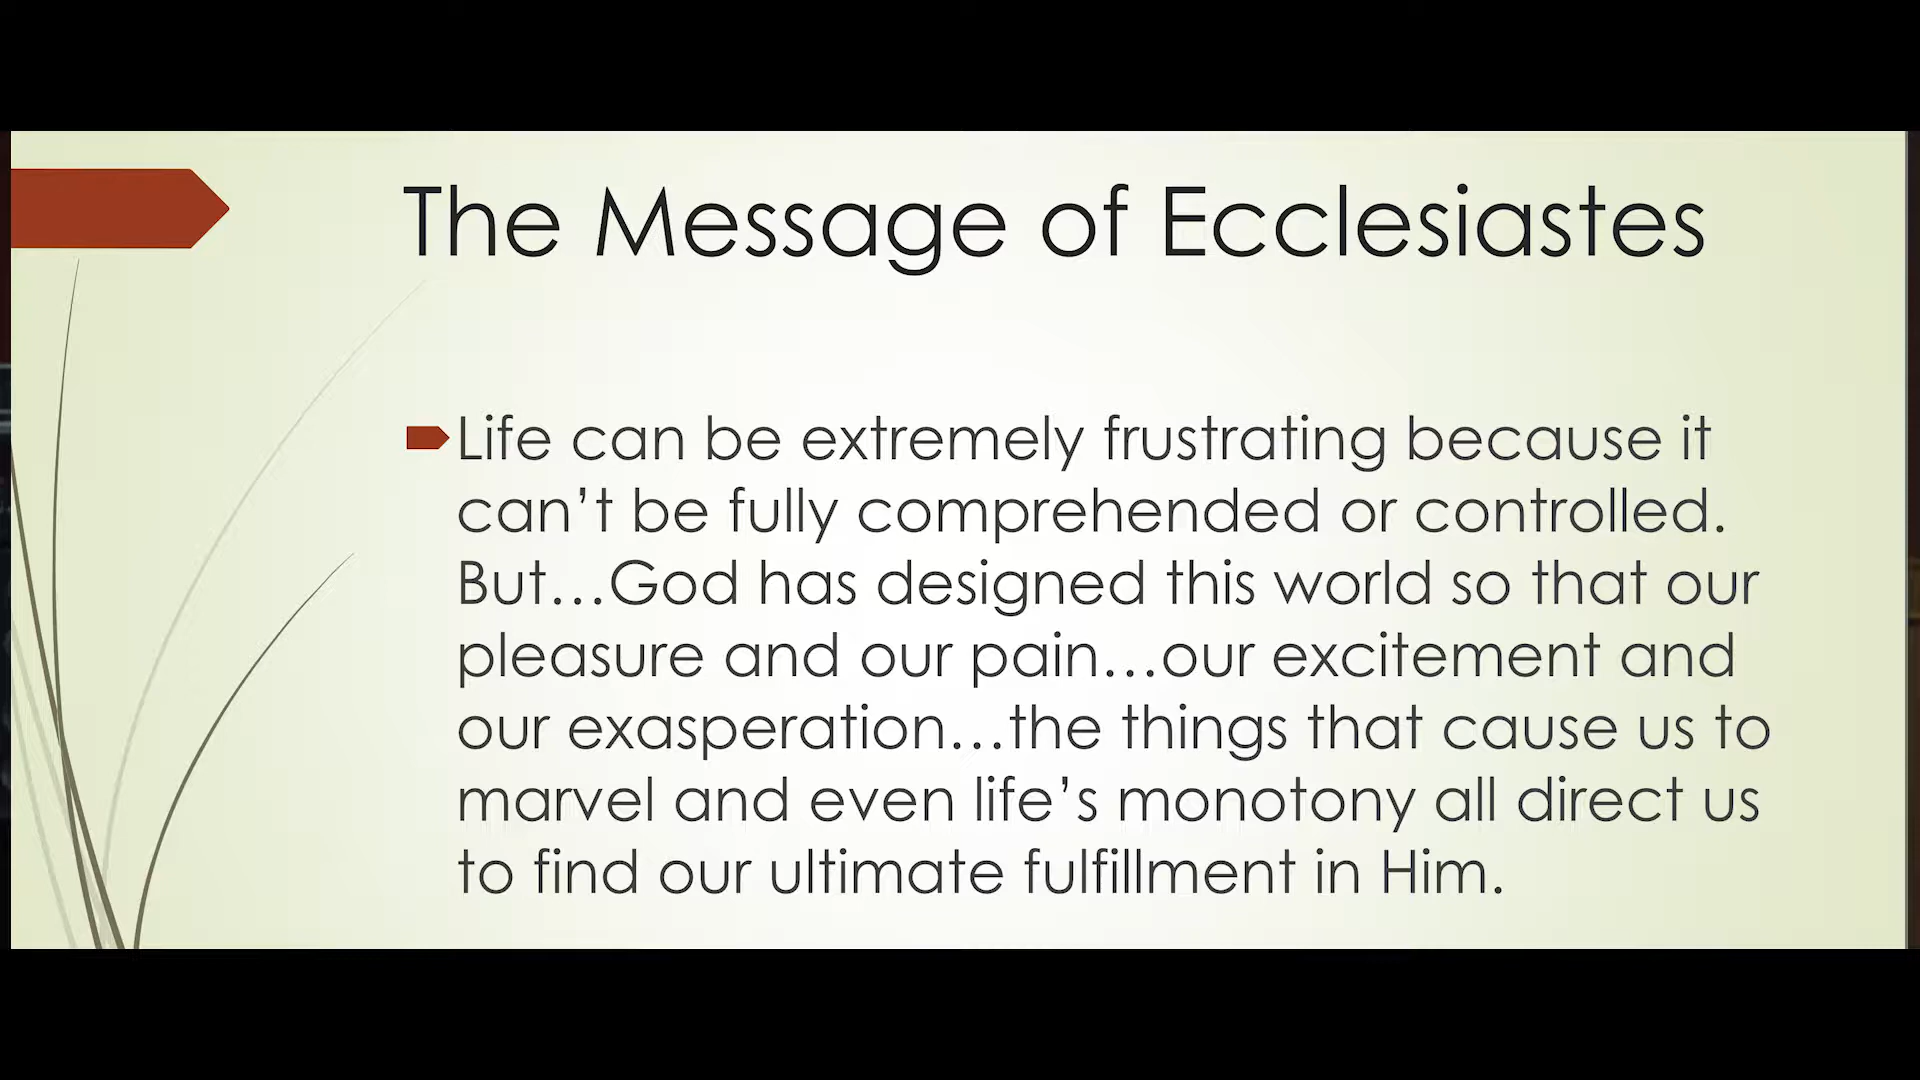 The Message of Ecclesiastes
Life can be extremely frustrating because it
can’t be fully comprehended or controlled.
But…God has designed this world so that our
pleasure and our pain…our excitement and
our exasperation…the things that cause us to
marvel and even life’s monotony all direct us
to find our ultimate fulfillment in Him.